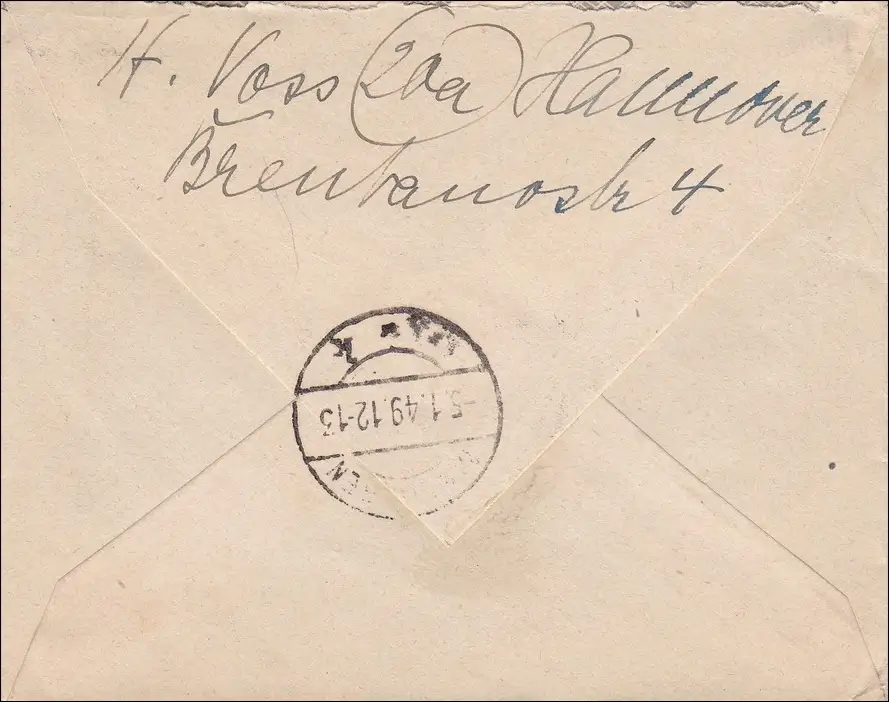 H. Voss (20a) Hannover
Brentanostr 4
-5.1.49.12-13